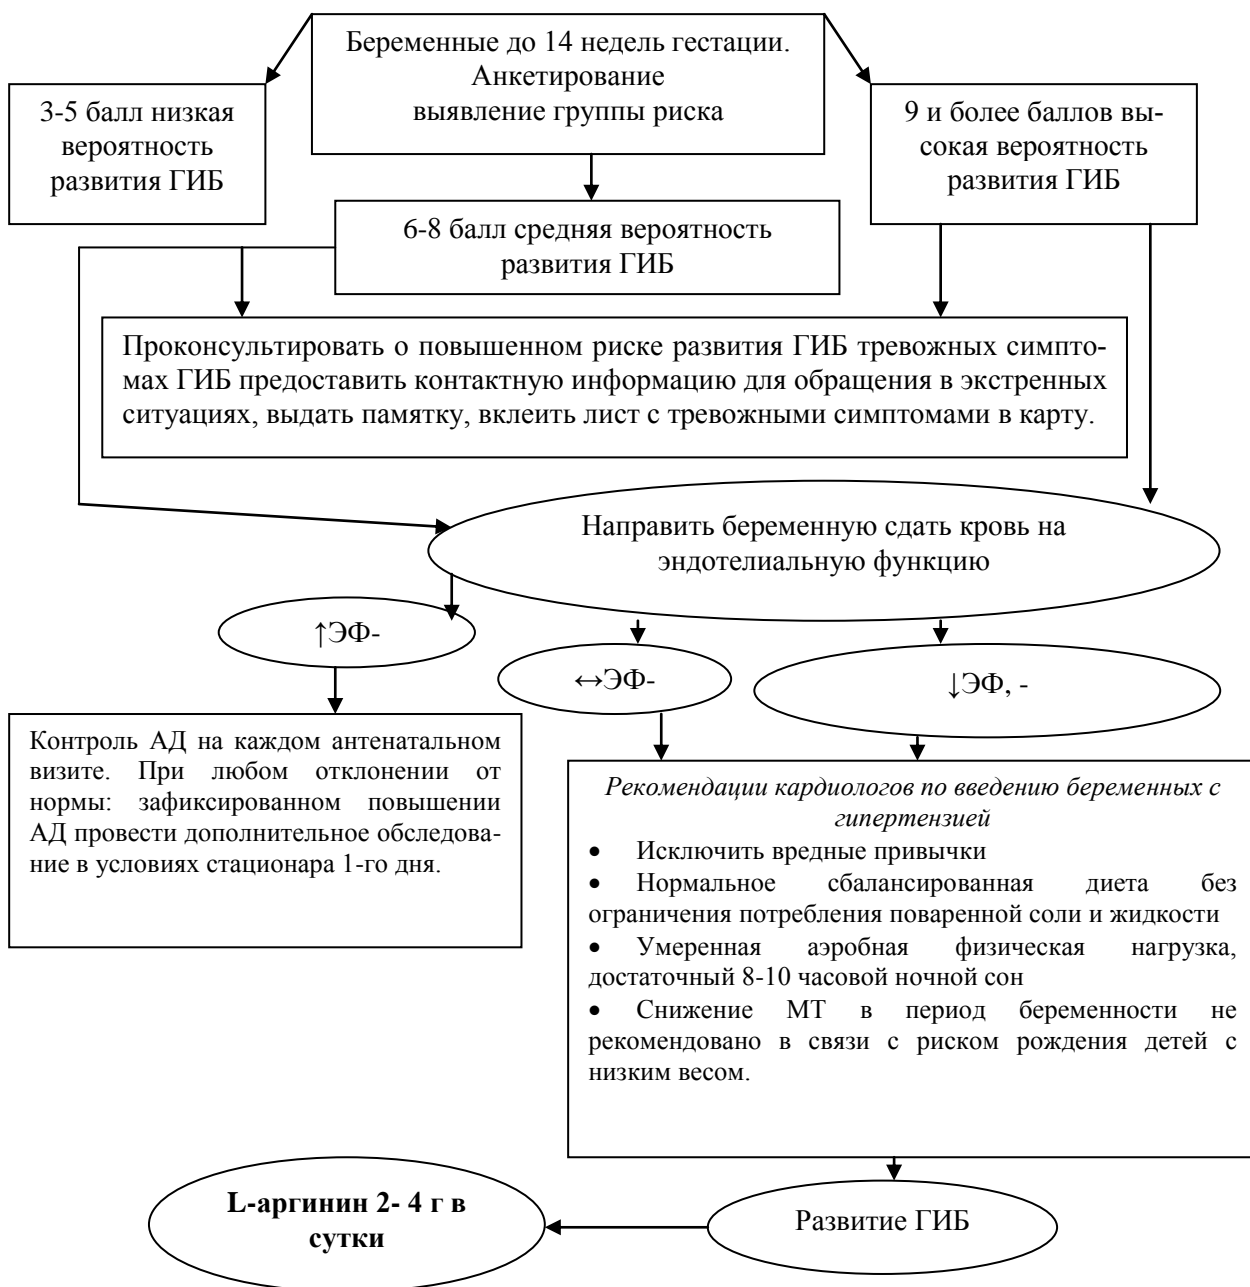 Беременные до 14 недель гестации.
Анкетирование
выявление группы риска
3-5 балл низкая
вероятность
развития ГИБ
9 и более баллов вы-
сокая вероятность
развития ГИБ
6-8 балл средняя вероятность
развития ГИБ
Проконсультировать о повышенном риске развития ГИБ тревожных симпто-
мах ГИБ предоставить контактную информацию для обращения в экстренных
ситуациях, выдать памятку, вклеить лист с тревожными симптомами в карту.
Направить беременную сдать кровь на
эндотелиальную функцию
↑ЭФ-
↔ЭФ-
↓ЭФ, -
Контроль АД на каждом антенатальном
визите. При любом отклонении от
нормы: зафиксированном повышении
АД провести дополнительное обследова-
ние в условиях стационара 1-го дня.
Рекомендации кардиологов по введению беременных с
гипертензией
• Исключить вредные привычки
• Нормальное сбалансированная диета без
ограничения потребления поваренной соли и жидкости
• Умеренная аэробная физическая нагрузка,
достаточный 8-10 часовой ночной сон
• Снижение МТ в период беременности не
рекомендовано в связи с риском рождения детей с
низким весом.
L-аргинин 2- 4 г в
сутки
Развитие ГИБ